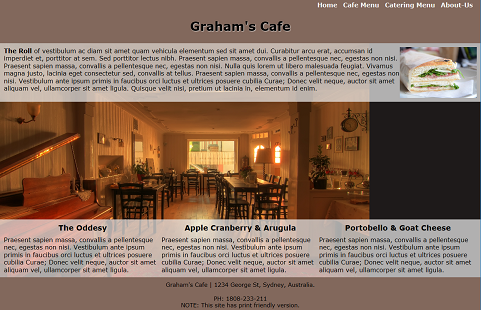 Home Cafe Menu Catering Menu About-Us
Graham's Cafe
The Roll of vestibulum ac diam sit amet quam vehicula elementum sed sit amet dui. Curabitur arcu erat, accumsan id
imperdiet et, porttitor at sem. Sed porttitor lectus nibh. Praesent sapien massa, convallis a pellentesque nec, egestas non nisi.
Praesent sapien massa, convallis a pellentesque nec, egestas non nisi. Nulla quis lorem ut libero malesuada feugiat. Vivamus
magna justo, lacinia eget consectetur sed, convallis at tellus. Praesent sapien massa, convallis a pellentesque nec, egestas non
nisi. Vestibulum ante ipsum primis in faucibus orci luctus et ultrices posuere cubilia Curae; Donec velit neque, auctor sit amet
aliquam vel, ullamcorper sit amet ligula. Quisque velit nisi, pretium ut lacinia in, elementum id enim.
The Oddesy
Praesent sapien massa, convallis a pellentesque
nec, egestas non nisi. Vestibulum ante ipsum
primis in faucibus orci luctus et ultrices posuere
cubilia Curae; Donec velit neque, auctor sit amet
aliquam vel, ullamcorper sit amet ligula.
Apple Cranberry & Arugula
Praesent sapien massa, convallis a pellentesque
nec, egestas non nisi. Vestibulum ante ipsum
primis in faucibus orci luctus et ultrices posuere
cubilia Curae; Donec velit neque, auctor sit amet
aliquam vel, ullamcorper sit amet ligula.
Portobello & Goat Cheese
Praesent sapien massa, convallis a pellentesque
nec, egestas non nisi. Vestibulum ante ipsum
primis in faucibus orci luctus et ultrices posuere
cubilia Curae; Donec velit neque, auctor sit amet
aliquam vel, ullamcorper sit amet ligula.
Graham's Cafe | 1234 George St, Sydney, Australia.
PH: 1808-233-211
NOTE: This site has print friendly version.